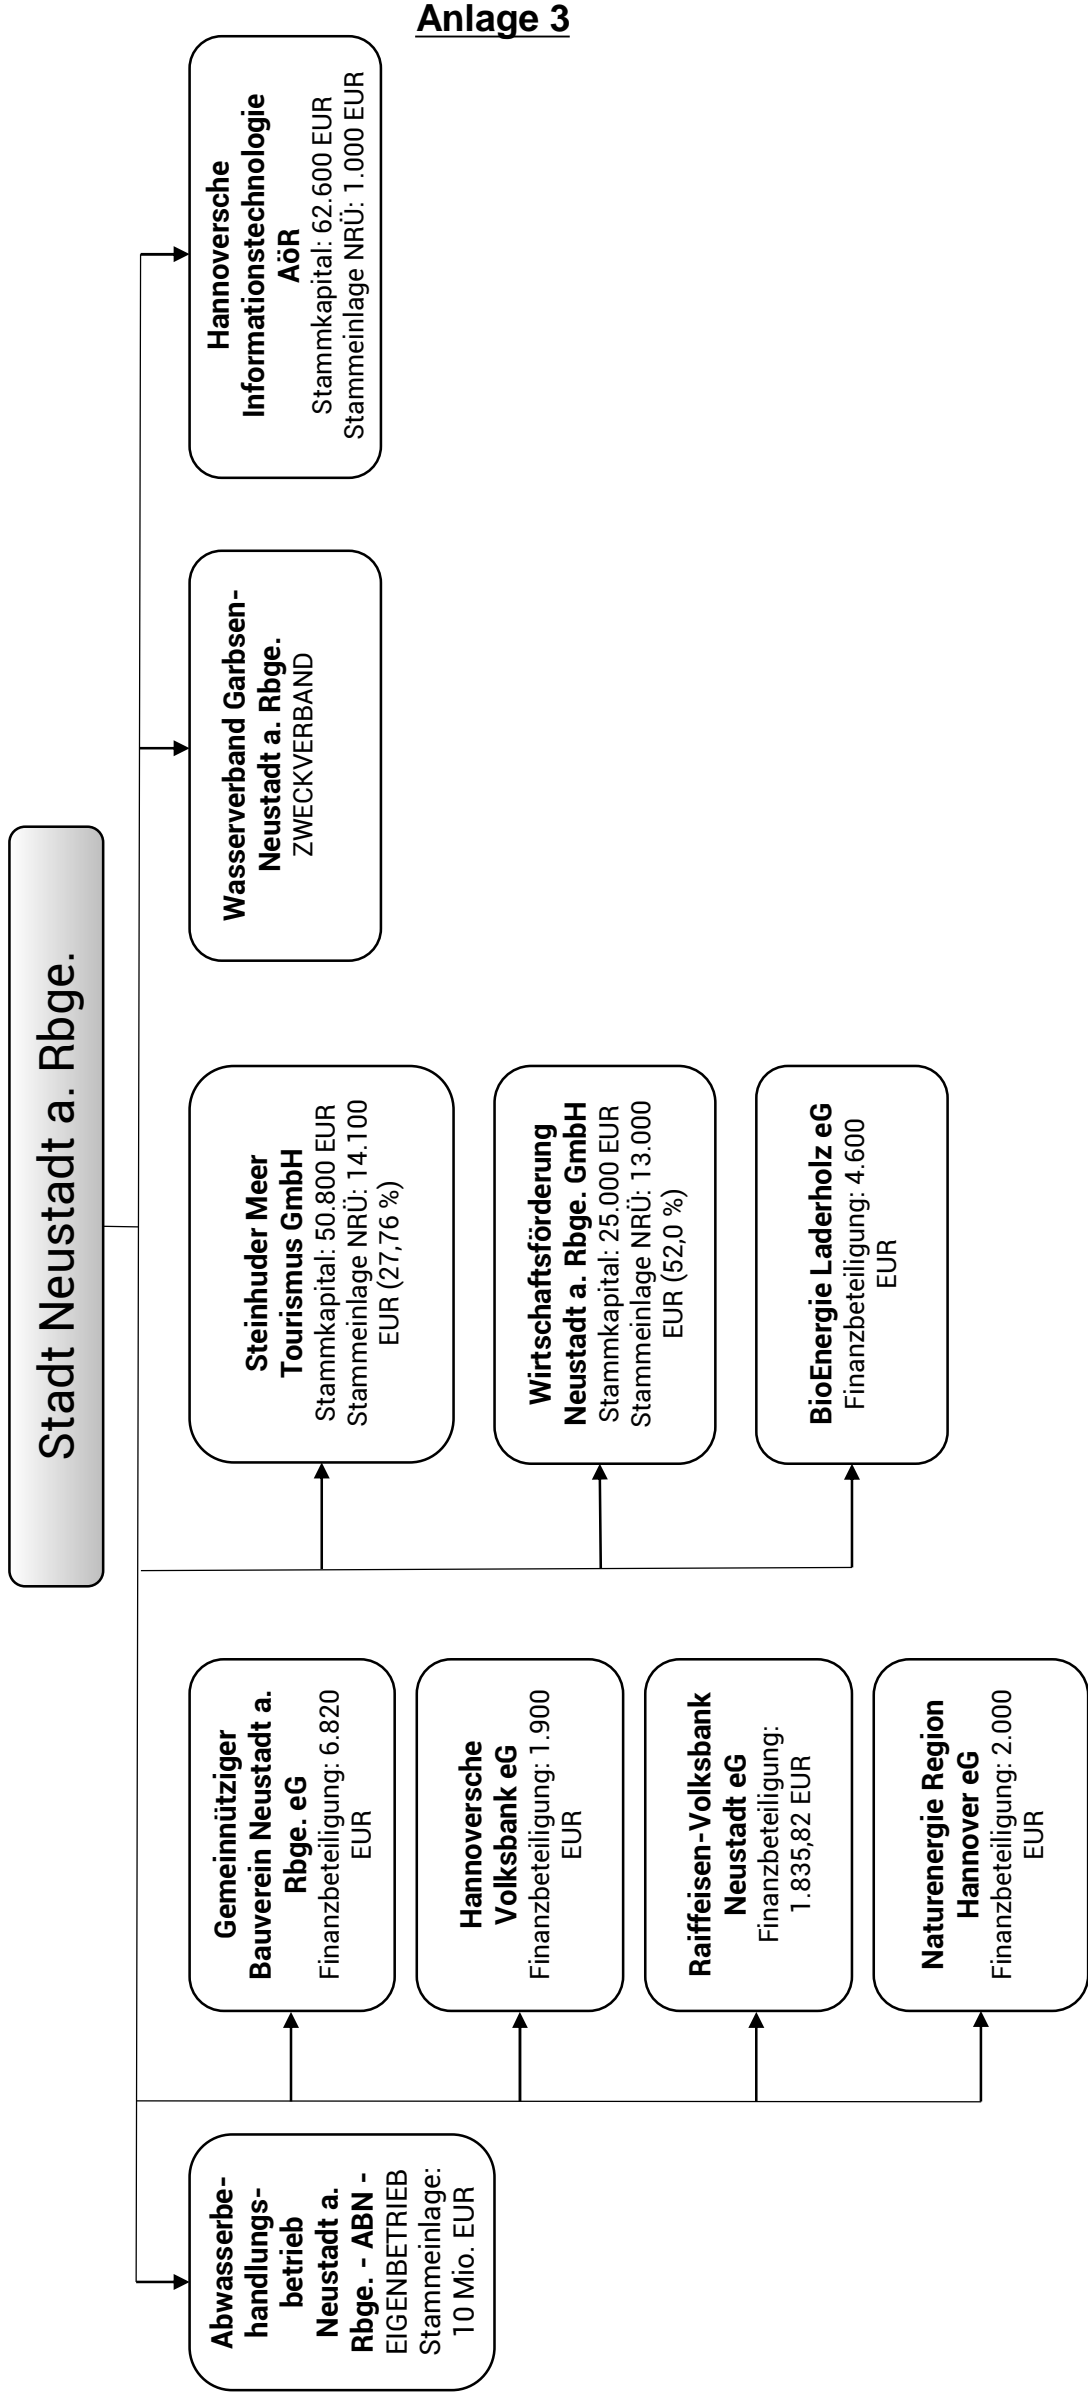 Anlage 3
Stadt Neustadt a. Rbge.
Abwasserbe-
handlungs-
betrieb
Neustadt a.
Rbge. - ABN -
EIGENBETRIEB
Stammeinlage:
10 Mio. EUR
Gemeinnütziger
Bauverein Neustadt a.
Rbge. eG
Finanzbeteiligung: 6.820
EUR
Hannoversche
Volksbank eG
Finanzbeteiligung: 1.900
EUR
Raiffeisen-Volksbank
Neustadt eG
Finanzbeteiligung:
1.835,82 EUR
Naturenergie Region
Hannover eG
Finanzbeteiligung: 2.000
EUR
Steinhuder Meer
Tourismus GmbH
Stammkapital: 50.800 EUR
Stammeinlage NRÜ: 14.100
EUR (27,76 %)
Wirtschaftsförderung
Neustadt a. Rbge. GmbH
Stammkapital: 25.000 EUR
Stammeinlage NRÜ: 13.000
EUR (52,0 %)
BioEnergie Laderholz eG
Finanzbeteiligung: 4.600
EUR
Wasserverband Garbsen-
Neustadt a. Rbge.
ZWECKVERBAND
Hannoversche
Informationstechnologie
AöR
Stammkapital: 62.600 EUR
Stammeinlage NRÜ: 1.000 EUR